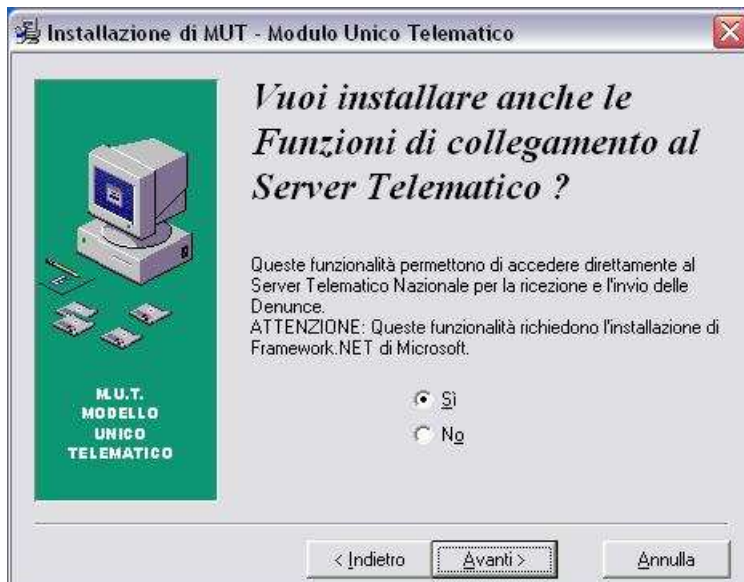 Installazione di MUT - Modulo Unico Telematico
Vuoi installare anche le
Funzioni di collegamento al
Server Telematico ?
Queste funzionalità permettono di accedere direttamente al
Server Telematico Nazionale per la ricezione e l'invio delle
Denunce.
ATTENZIONE: Queste funzionalità richiedono l'installazione di
Framework.NET di Microsoft.
Sì
No
M.U.T.
MODELLO
UNICO
TELEMATICO
< Indietro
Avanti >
Annulla